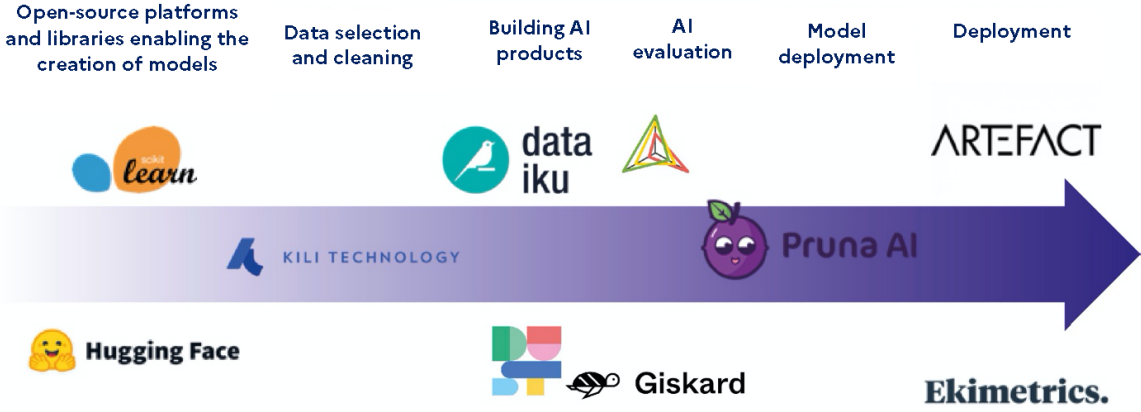 Open-source platforms
and libraries enabling the
creation of models
Data selection
and cleaning
Building AI
products
AI
evaluation
Model
deployment
Deployment
scikit
learn
data
iku
ARTEFACT
KILI TECHNOLOGY
Pruna AI
Hugging Face
Giskard
Ekimetrics.